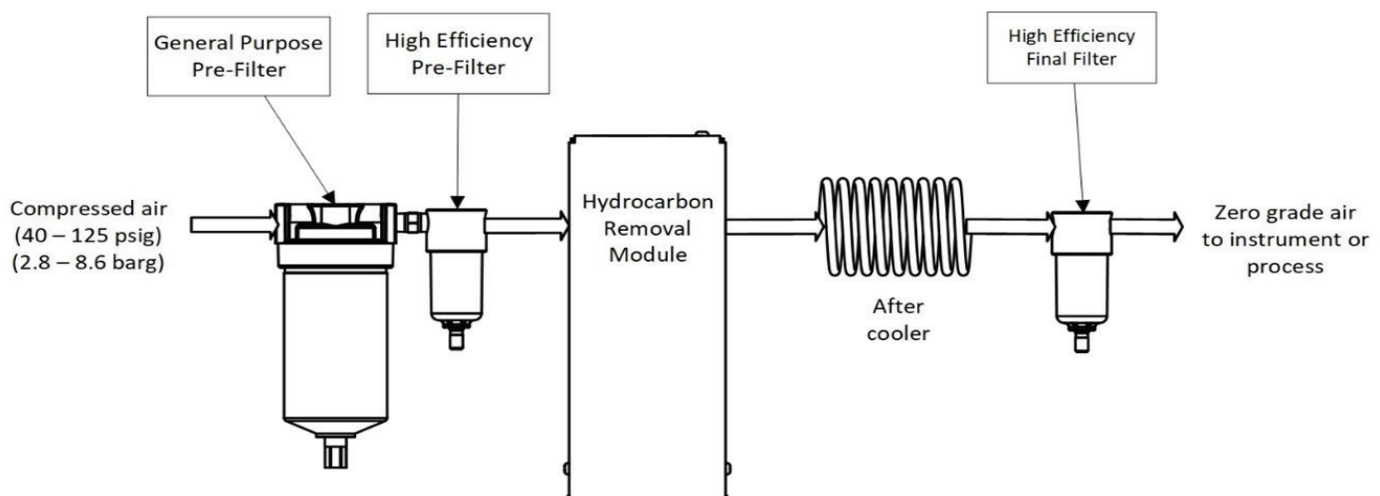 General Purpose
Pre-Filter
High Efficiency
Pre-Filter
High Efficiency
Final Filter
Compressed air
(40 – 125 psig)
(2.8 – 8.6 barg)
Hydrocarbon
Removal
Module
After
cooler
Zero grade air
to instrument or
process